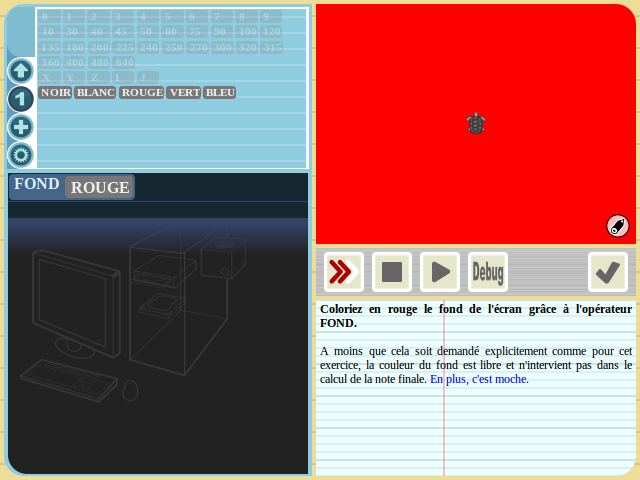 0 1 2 3 4 5 6 7 8 9
10 30 40 45 50 60 75 90 100 120
135 180 200 225 240 250 270 300 320 315
360 400 480 640
X Y Z I J
NOIR BLANC ROUGE VERT BLEU
1
FOND ROUGE
Debug
Coloriez en rouge le fond de l'écran grâce à l'opérateur
FOND.
A moins que cela soit demandé explicitement comme pour cet
exercice, la couleur du fond est libre et n'intervient pas dans le
calcul de la note finale. En plus, c'est moche.